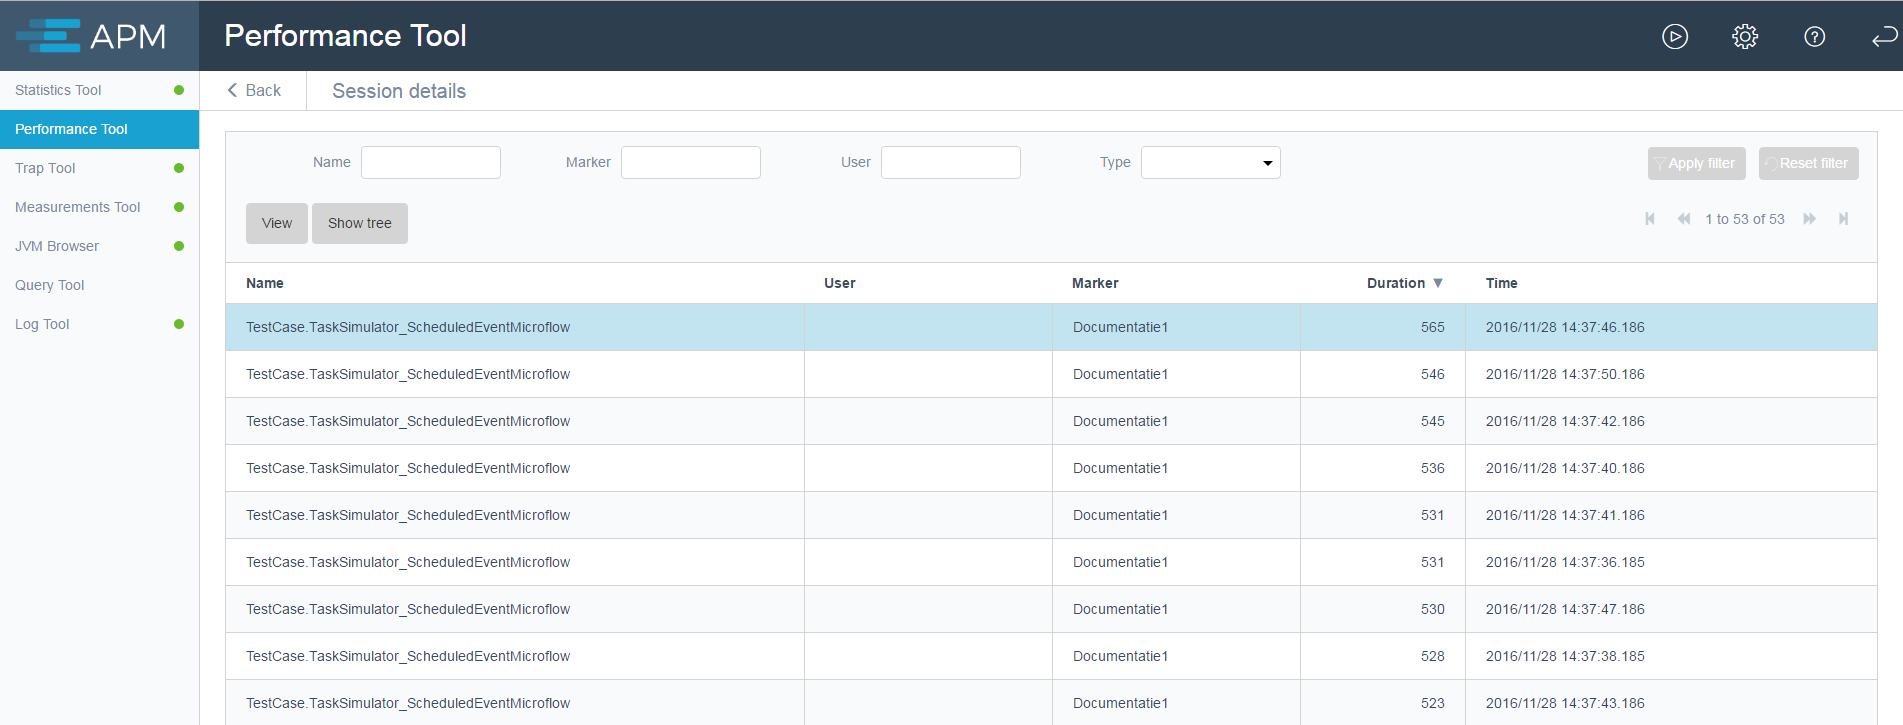 APM
Performance Tool
Statistics Tool
Performance Tool
Trap Tool
Measurements Tool
JVM Browser
Query Tool
Log Tool
Back
Session details
Name
Marker
User
Type
Apply filter
Reset filter
View
Show tree
1 to 53 of 53
Name User Marker Duration Time
TestCase.TaskSimulator_ScheduledEventMicroflow Documentatie1 565 2016/11/28 14:37:46.186
TestCase.TaskSimulator_ScheduledEventMicroflow Documentatie1 546 2016/11/28 14:37:50.186
TestCase.TaskSimulator_ScheduledEventMicroflow Documentatie1 545 2016/11/28 14:37:42.186
TestCase.TaskSimulator_ScheduledEventMicroflow Documentatie1 536 2016/11/28 14:37:40.186
TestCase.TaskSimulator_ScheduledEventMicroflow Documentatie1 531 2016/11/28 14:37:41.186
TestCase.TaskSimulator_ScheduledEventMicroflow Documentatie1 531 2016/11/28 14:37:36.185
TestCase.TaskSimulator_ScheduledEventMicroflow Documentatie1 530 2016/11/28 14:37:47.186
TestCase.TaskSimulator_ScheduledEventMicroflow Documentatie1 528 2016/11/28 14:37:38.185
TestCase.TaskSimulator_ScheduledEventMicroflow Documentatie1 523 2016/11/28 14:37:43.186